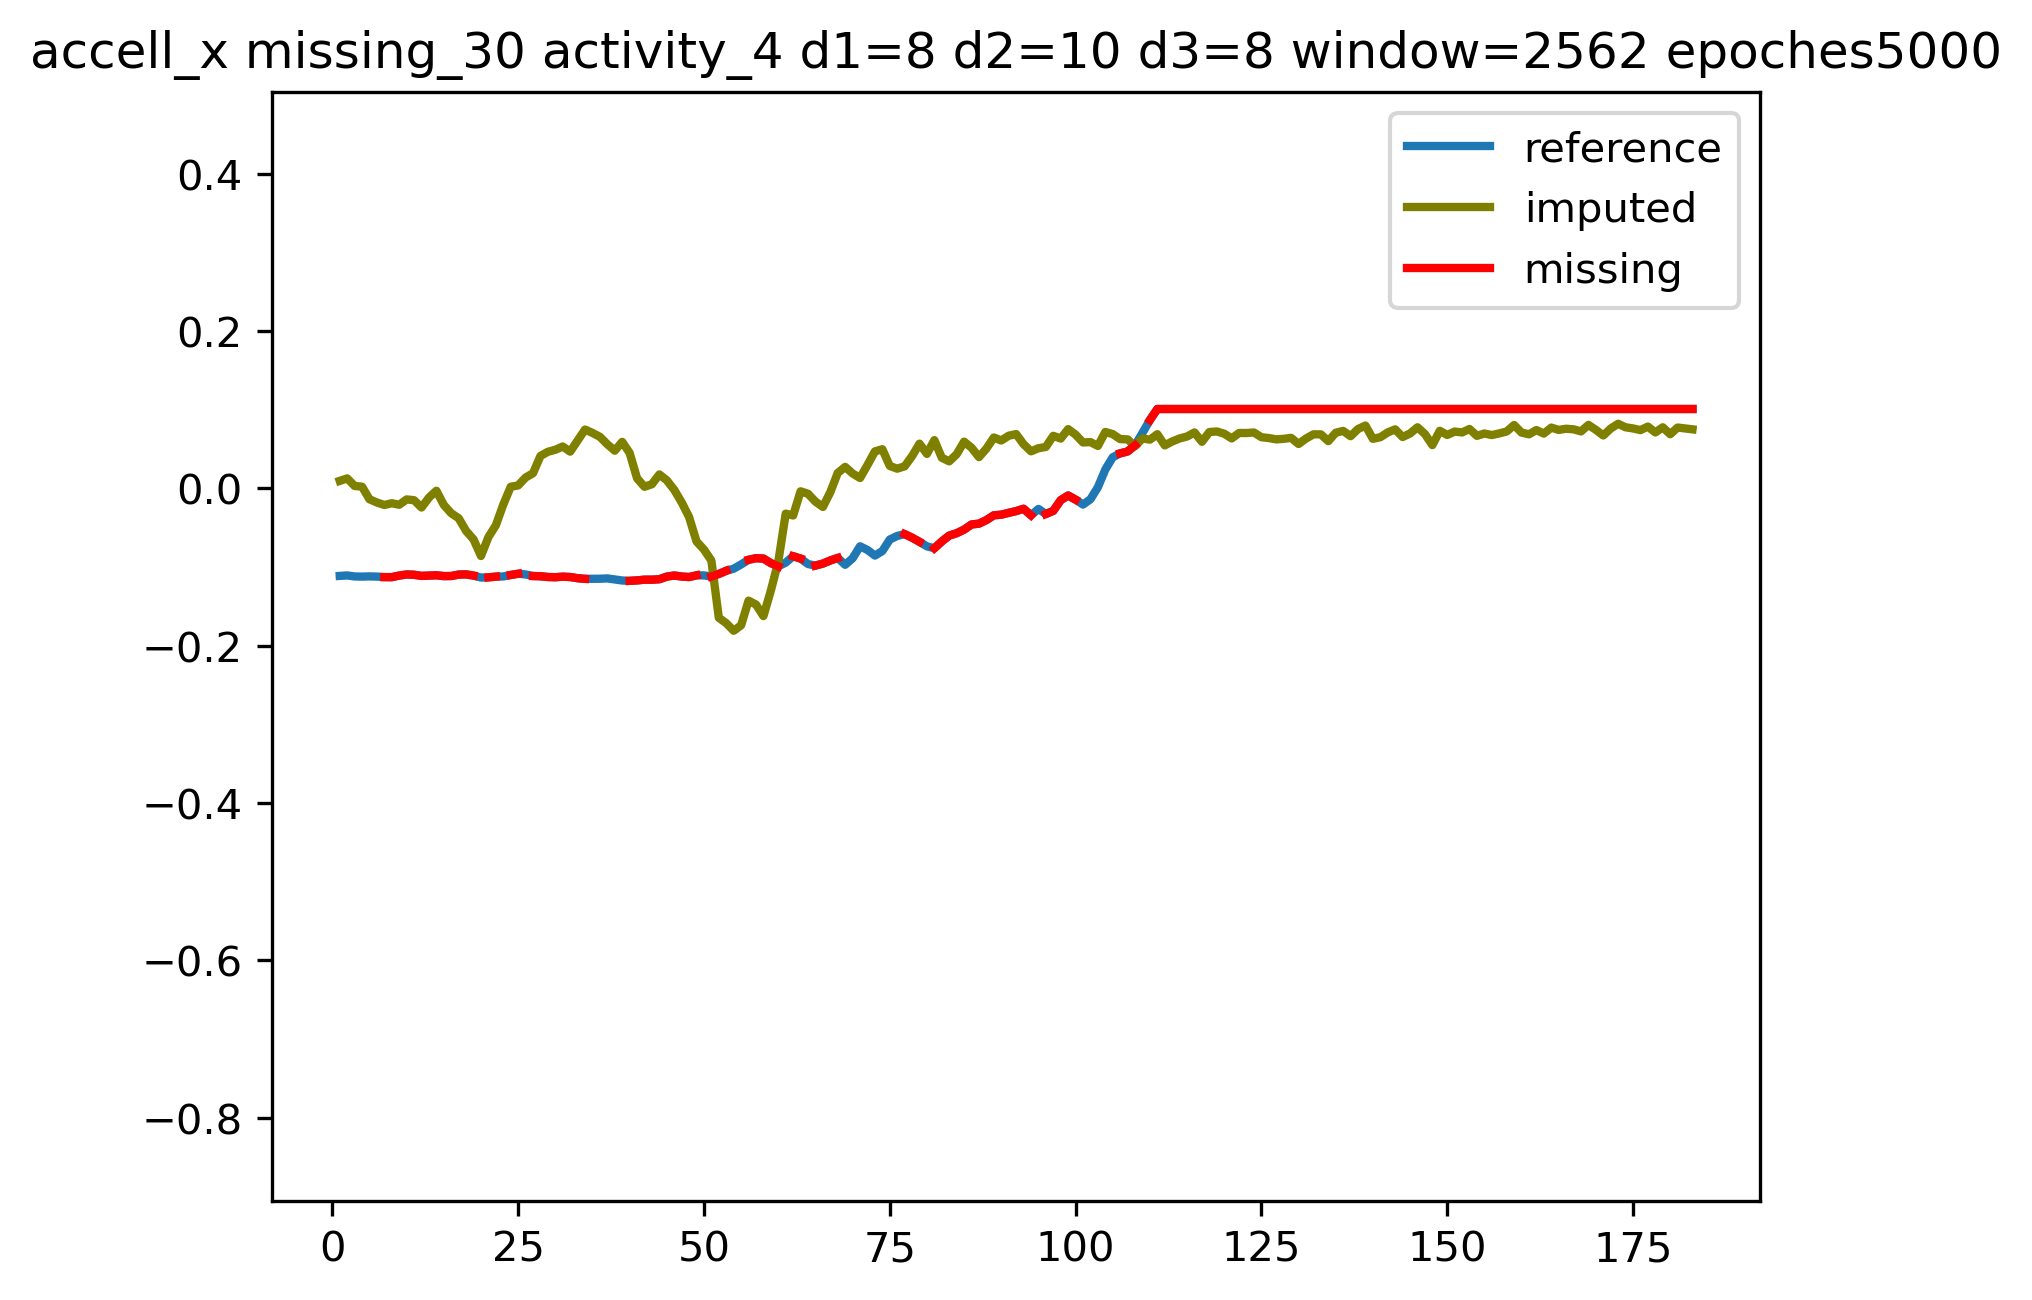 accell_x missing_30 activity_4 d1=8 d2=10 d3=8 window=2562 epoches5000
reference
imputed
missing
0.4
0.2
0.0
−0.2
−0.4
−0.6
−0.8
0 25 50 75 100 125 150 175